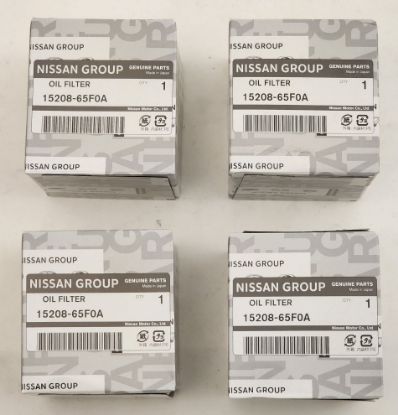 NISSAN GROUP
NISSAN GROUP GENUINE PARTS
Made in Japan
OIL FILTER QTY
15208-65F0A 1
Nissan Motor Co., Ltd
NISSAN GROUP
NISSAN GROUP
NISSAN GROUP GENUINE PARTS
Made in Japan
OIL FILTER QTY
15208-65F0A 1
Nissan Motor Co., Ltd
NISSAN GROUP
NISSAN GROUP
NISSAN GROUP GENUINE PARTS
Made in Japan
OIL FILTER QTY
15208-65F0A 1
Nissan Motor Co., Ltd
NISSAN GROUP
NISSAN GROUP
NISSAN GROUP GENUINE PARTS
Made in Japan
OIL FILTER QTY
15208-65F0A 1
Nissan Motor Co., Ltd
NISSAN GROUP